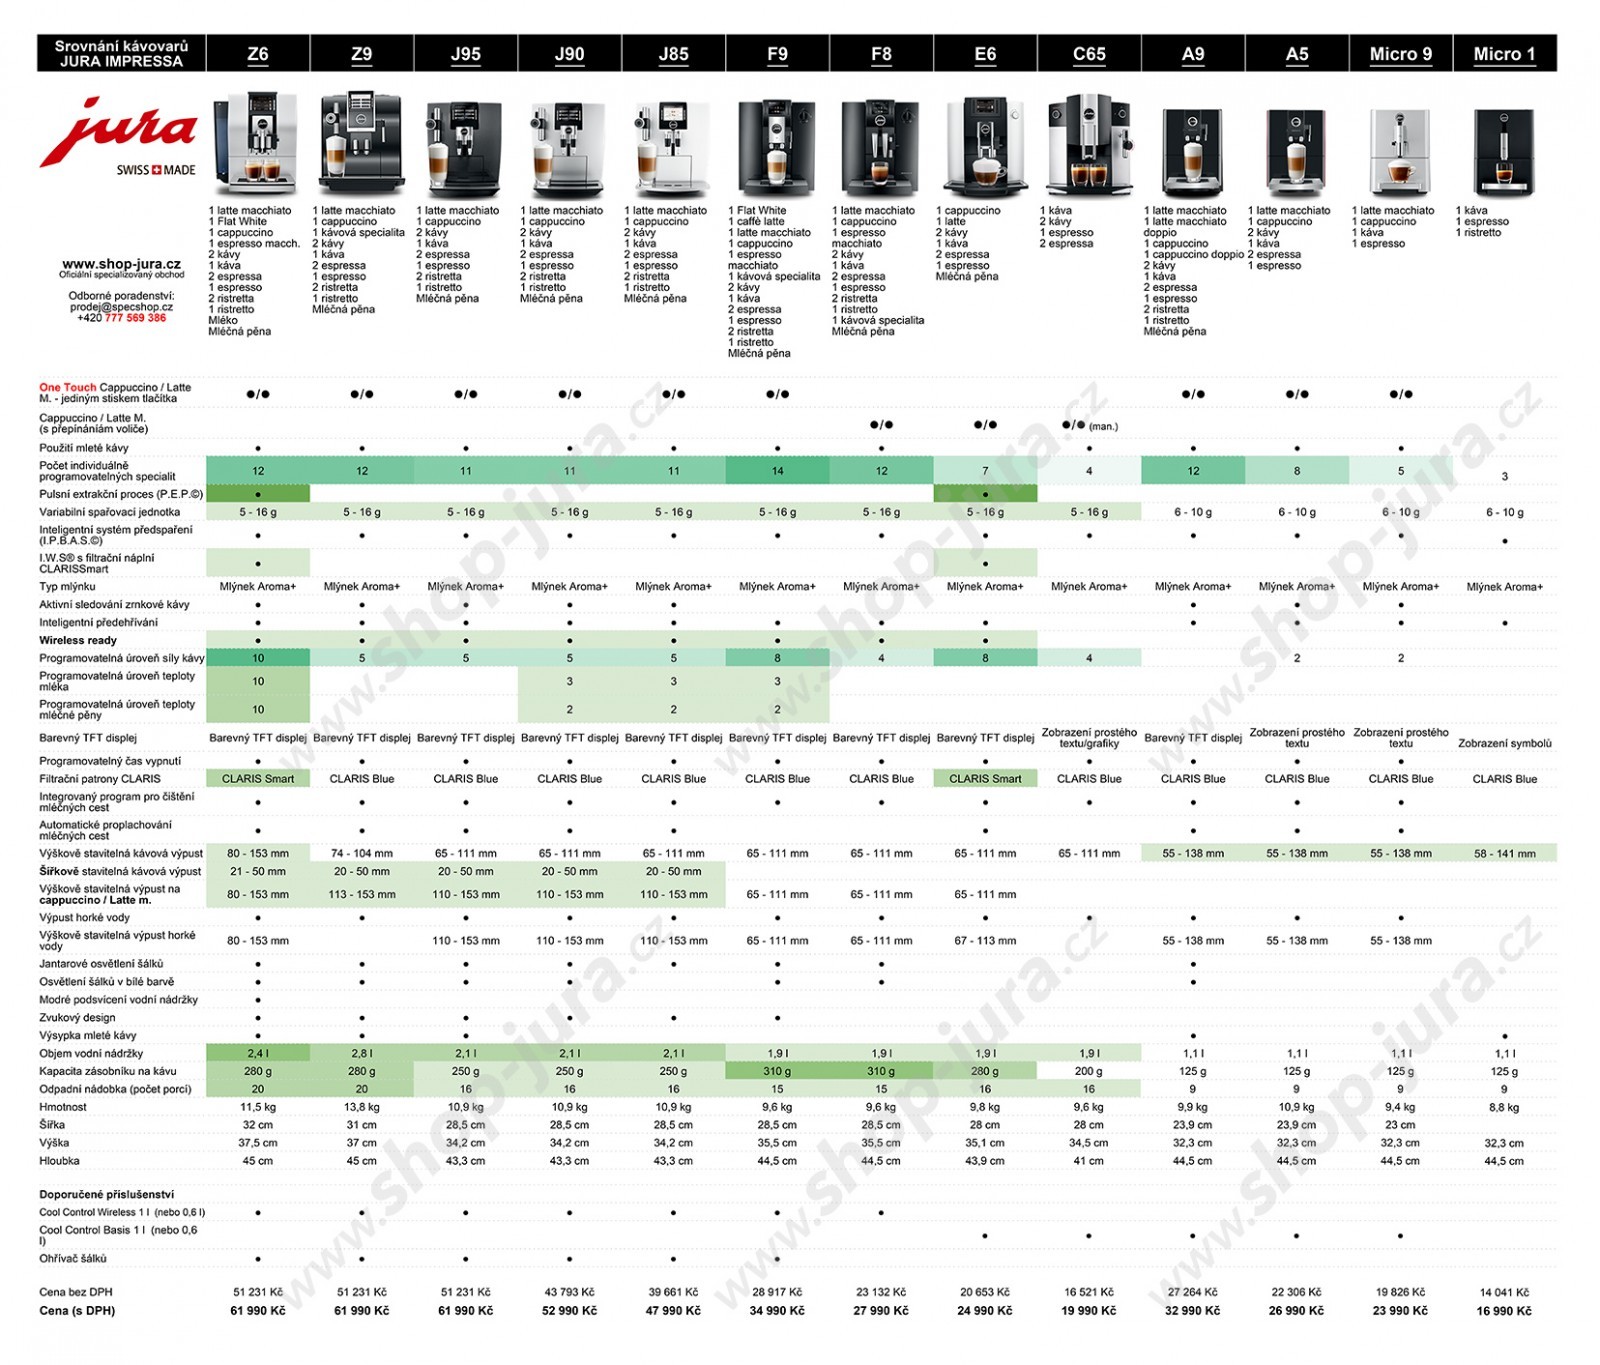 Srovnání kávovarů
JURA IMPRESSA
Z6 Z9 J95 J90 J85 F9 F8 E6 C65 A9 A5 Micro 9 Micro 1
jura
SWISS MADE
www.shop-jura.cz
Oficiální specializovaný obchod
Odborné poradenství:
prodej@specshop.cz
+420 777 569 386
1 latte macchiato
1 Flat White
1 cappuccino
1 espresso macch.
2 kávy
1 káva
2 espressa
1 espresso
2 ristretta
1 ristretto
Mléko
Mléčná pěna
1 latte macchiato
1 cappuccino
1 kávová specialita
2 kávy
1 káva
2 espressa
1 espresso
2 ristretta
1 ristretto
Mléčná pěna
1 latte macchiato
1 cappuccino
2 kávy
1 káva
2 espressa
1 espresso
2 ristretta
1 ristretto
Mléčná pěna
1 latte macchiato
1 cappuccino
2 kávy
1 káva
2 espressa
1 espresso
2 ristretta
1 ristretto
Mléčná pěna
1 latte macchiato
1 cappuccino
2 kávy
1 káva
2 espressa
1 espresso
2 ristretta
1 ristretto
Mléčná pěna
1 Flat White
1 caffè latte
1 latte macchiato
1 cappuccino
1 espresso
macchiato
1 kávová specialita
2 kávy
1 káva
2 espressa
1 espresso
2 ristretta
1 ristretto
Mléčná pěna
1 latte macchiato
1 cappuccino
1 espresso
macchiato
2 kávy
1 káva
2 espressa
1 espresso
2 ristretta
1 ristretto
1 kávová specialita
Mléčná pěna
1 cappuccino
1 latte
2 kávy
1 káva
2 espressa
1 espresso
Mléčná pěna
1 káva
2 kávy
1 espresso
2 espressa
1 latte macchiato
1 latte macchiato
doppio
1 cappuccino
1 cappuccino doppio
2 kávy
1 káva
2 espressa
1 espresso
2 ristretta
1 ristretto
Mléčná pěna
1 latte macchiato
1 cappuccino
2 kávy
1 káva
2 espressa
1 espresso
1 latte macchiato
1 cappuccino
1 káva
1 espresso
1 káva
1 espresso
1 ristretto
One Touch Cappuccino / Latte
M. - jediným stiskem tlačítka ●/● ●/● ●/● ●/● ●/● ●/● ●/● ●/● ●/●
Cappuccino / Latte M.
(s přepínáním voliče) ●/● ●/● ●/● (man.)
Použití mleté kávy • • • • • • • • • • • •
Počet individuálně
programovatelných specialit 12 12 11 11 11 14 12 7 4 12 8 5 3
Pulsní extrakční proces (P.E.P.©) • •
Variabilní spařovací jednotka 5 - 16 g 5 - 16 g 5 - 16 g 5 - 16 g 5 - 16 g 5 - 16 g 5 - 16 g 5 - 16 g 5 - 16 g 6 - 10 g 6 - 10 g 6 - 10 g 6 - 10 g
Inteligentní systém předspaření
(I.P.B.A.S.©) • • • • • • • • • • • • •
I.W.S® s filtrační náplní
CLARISSmart • •
Typ mlýnku Mlýnek Aroma+ Mlýnek Aroma+ Mlýnek Aroma+ Mlýnek Aroma+ Mlýnek Aroma+ Mlýnek Aroma+ Mlýnek Aroma+ Mlýnek Aroma+ Mlýnek Aroma+ Mlýnek Aroma+ Mlýnek Aroma+ Mlýnek Aroma+ Mlýnek Aroma+
Aktivní sledování zrnkové kávy • • • • • • • •
Inteligentní předehřívání • • • • • • • • • • • •
Wireless ready • • • • • • • •
Programovatelná úroveň síly kávy 10 5 5 5 5 8 4 8 4 2 2
Programovatelná úroveň teploty
mléka 10 3 3 3
Programovatelná úroveň teploty
mléčné pěny 10 2 2 2
Barevný TFT displej Barevný TFT displej Barevný TFT displej Barevný TFT displej Barevný TFT displej Barevný TFT displej Barevný TFT displej Barevný TFT displej Barevný TFT displej Zobrazení prostého textu/grafiky Barevný TFT displej Zobrazení prostého textu Zobrazení prostého textu Zobrazení symbolů
Programovatelný čas vypnutí • • • • • • • • • • • •
Filtrační patrony CLARIS CLARIS Smart CLARIS Blue CLARIS Blue CLARIS Blue CLARIS Blue CLARIS Blue CLARIS Blue CLARIS Smart CLARIS Blue CLARIS Blue CLARIS Blue CLARIS Blue CLARIS Blue
Integrovaný program pro čištění
mléčných cest • • • • • • • • • • • •
Automatické proplachování
mléčných cest • • • • • • • • •
Výškově stavitelná kávová výpust 80 - 153 mm 74 - 104 mm 65 - 111 mm 65 - 111 mm 65 - 111 mm 65 - 111 mm 65 - 111 mm 65 - 111 mm 65 - 111 mm 55 - 138 mm 55 - 138 mm 55 - 138 mm 58 - 141 mm
Šířkově stavitelná kávová výpust 21 - 50 mm 20 - 50 mm 20 - 50 mm 20 - 50 mm 20 - 50 mm
Výškově stavitelná výpust na
cappuccino / Latte m. 80 - 153 mm 113 - 153 mm 110 - 153 mm 110 - 153 mm 110 - 153 mm 65 - 111 mm 65 - 111 mm 65 - 111 mm
Výpust horké vody • • • • • • • • • • • •
Výškově stavitelná výpust horké
vody 80 - 153 mm 110 - 153 mm 110 - 153 mm 110 - 153 mm 65 - 111 mm 65 - 111 mm 67 - 113 mm 55 - 138 mm 55 - 138 mm 55 - 138 mm
Jantarové osvětlení šálků • • • • • • • •
Osvětlení šálků v bílé barvě • • • • • • •
Modré podsvícení vodní nádržky •
Zvukový design • • • • • •
Výsypka mleté kávy • • • • •
Objem vodní nádržky 2,4 l 2,8 l 2,1 l 2,1 l 2,1 l 1,9 l 1,9 l 1,9 l 1,9 l 1,1 l 1,1 l 1,1 l 1,1 l
Kapacita zásobníku na kávu 280 g 280 g 250 g 250 g 250 g 310 g 310 g 280 g 200 g 125 g 125 g 125 g 125 g
Odpadní nádobka (počet porcí) 20 20 16 16 16 15 15 16 16 9 9 9 9
Hmotnost 11,5 kg 13,8 kg 10,9 kg 10,9 kg 10,9 kg 9,6 kg 9,6 kg 9,8 kg 9,6 kg 9,9 kg 10,9 kg 9,4 kg 8,8 kg
Šířka 32 cm 31 cm 28,5 cm 28,5 cm 28,5 cm 28,5 cm 28,5 cm 28 cm 28 cm 23,9 cm 23,9 cm 23 cm
Výška 37,5 cm 37 cm 34,2 cm 34,2 cm 34,2 cm 35,5 cm 35,5 cm 35,1 cm 34,5 cm 32,3 cm 32,3 cm 32,3 cm 32,3 cm
Hloubka 45 cm 45 cm 43,3 cm 43,3 cm 43,3 cm 44,5 cm 44,5 cm 43,9 cm 41 cm 44,5 cm 44,5 cm 44,5 cm 44,5 cm
Doporučené příslušenství
Cool Control Wireless 1 l (nebo 0,6 l) • • • • • • •
Cool Control Basis 1 l (nebo 0,6
l) • • • • •
Ohřívač šálků • • • • • •
Cena bez DPH 51 231 Kč 51 231 Kč 51 231 Kč 43 793 Kč 39 661 Kč 28 917 Kč 23 132 Kč 20 653 Kč 16 521 Kč 27 264 Kč 22 306 Kč 19 826 Kč 14 041 Kč
Cena (s DPH) 61 990 Kč 61 990 Kč 61 990 Kč 52 990 Kč 47 990 Kč 34 990 Kč 27 990 Kč 24 990 Kč 19 990 Kč 32 990 Kč 26 990 Kč 23 990 Kč 16 990 Kč
www.shop-jura.cz
www.shop-jura.cz
www.shop-jura.cz
www.shop-jura.cz
www.shop-jura.cz
www.shop-jura.cz